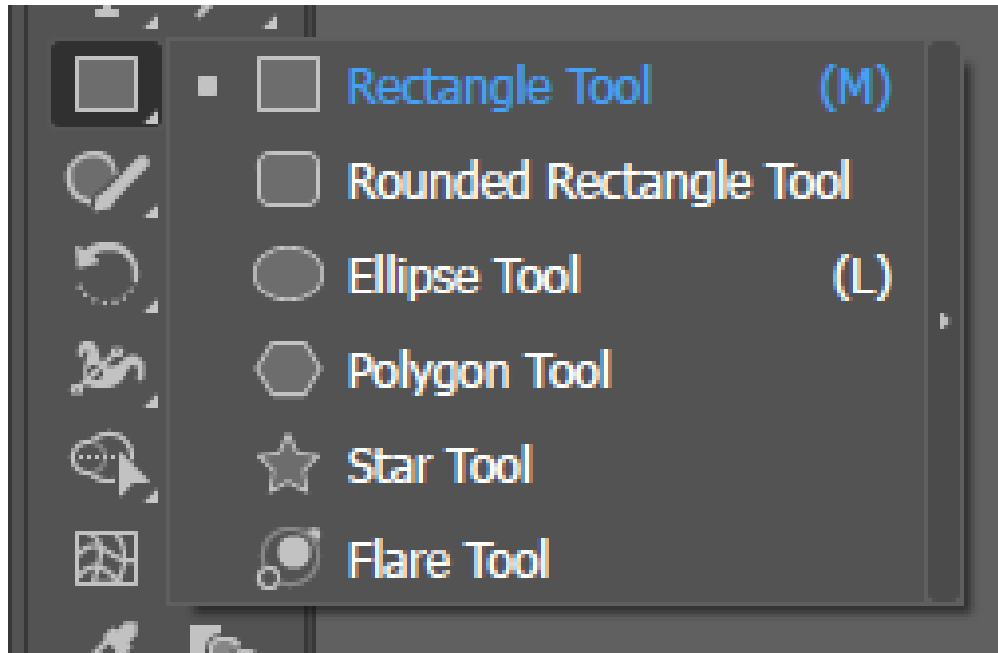 Rectangle Tool (M)
Rounded Rectangle Tool
Ellipse Tool (L)
Polygon Tool
Star Tool
Flare Tool